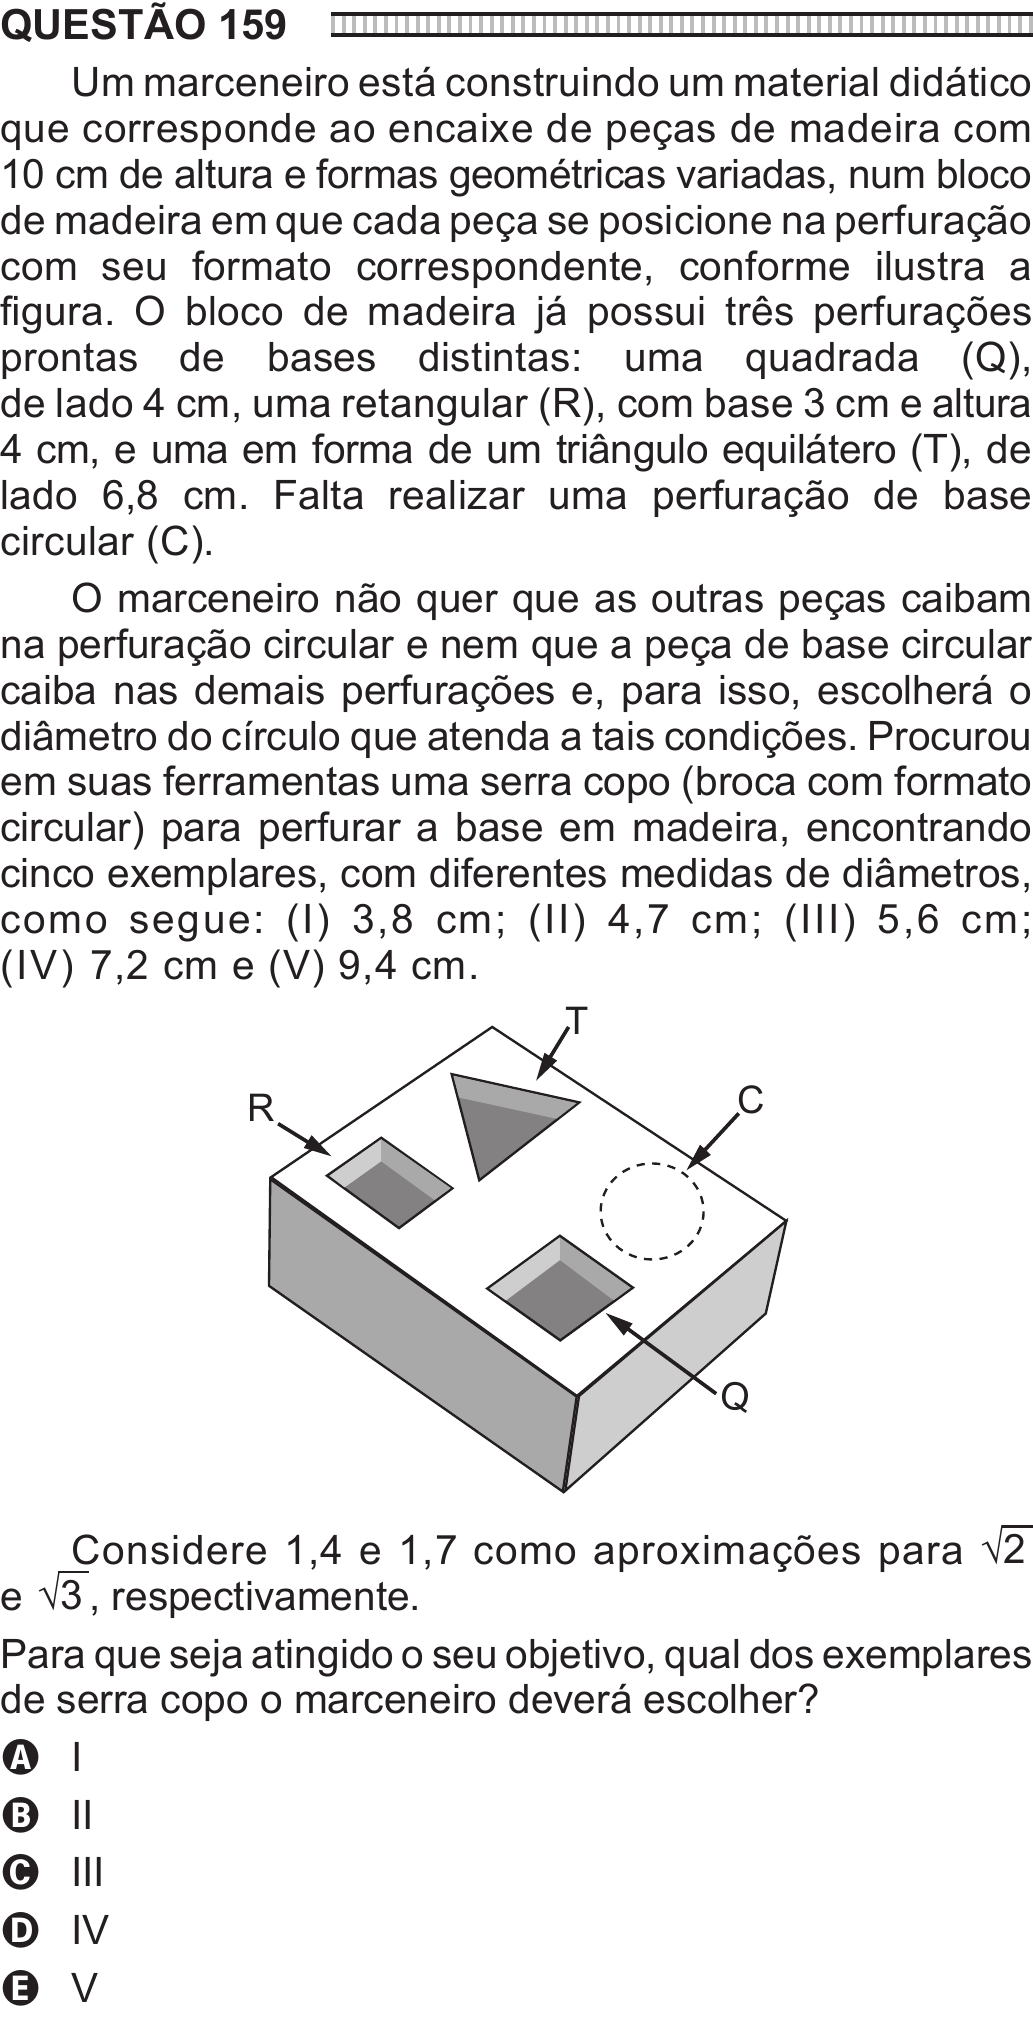 QUESTÃO 159
Um marceneiro está construindo um material didático
que corresponde ao encaixe de peças de madeira com
10 cm de altura e formas geométricas variadas, num bloco
de madeira em que cada peça se posicione na perfuração
com seu formato correspondente, conforme ilustra a
figura. O bloco de madeira já possui três perfurações
prontas de bases distintas: uma quadrada (Q),
de lado 4 cm, uma retangular (R), com base 3 cm e altura
4 cm, e uma em forma de um triângulo equilátero (T), de
lado 6,8 cm. Falta realizar uma perfuração de base
circular (C).
O marceneiro não quer que as outras peças caibam
na perfuração circular e nem que a peça de base circular
caiba nas demais perfurações e, para isso, escolherá o
diâmetro do círculo que atenda a tais condições. Procurou
em suas ferramentas uma serra copo (broca com formato
circular) para perfurar a base em madeira, encontrando
cinco exemplares, com diferentes medidas de diâmetros,
como segue: (I) 3,8 cm; (II) 4,7 cm; (III) 5,6 cm;
(IV) 7,2 cm e (V) 9,4 cm.
T
R
C
Q
Considere 1,4 e 1,7 como aproximações para √2
e √3, respectivamente.
Para que seja atingido o seu objetivo, qual dos exemplares
de serra copo o marceneiro deverá escolher?
A I
B II
C III
D IV
E V